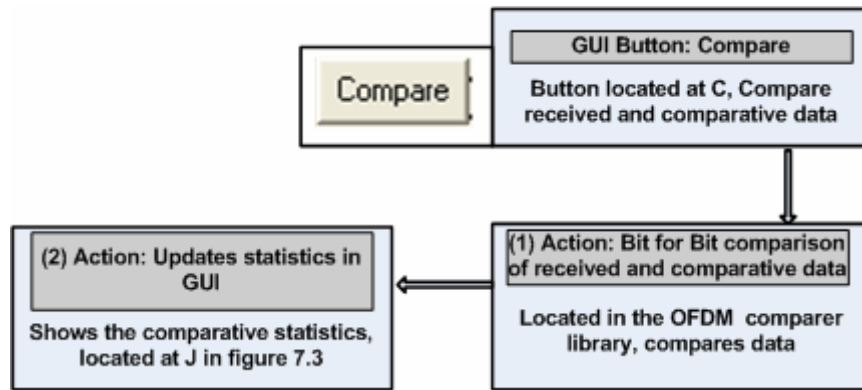 GUI Button: Compare
Compare
Button located at C, Compare
received and comparative data
(1) Action: Bit for Bit comparison
of received and comparative data
Located in the OFDM comparer
library, compares data
(2) Action: Updates statistics in
GUI
Shows the comparative statistics,
located at J in figure 7.3